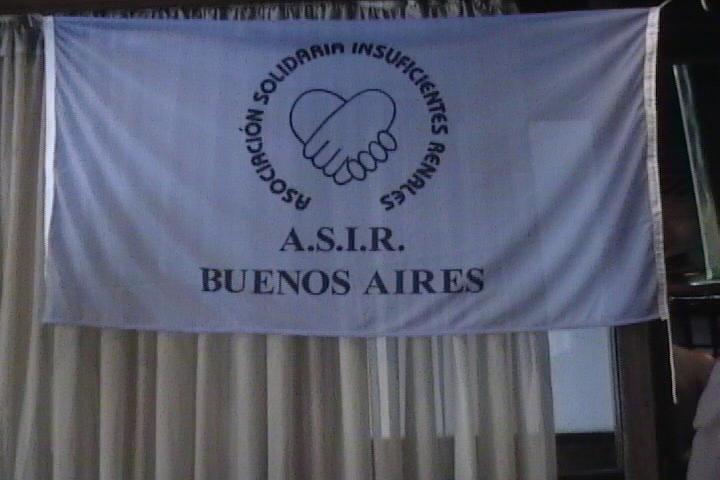 ASOCIACIÓN SOLIDARIA INSUFICIENTES RENALES
A.S.I.R.
BUENOS AIRES